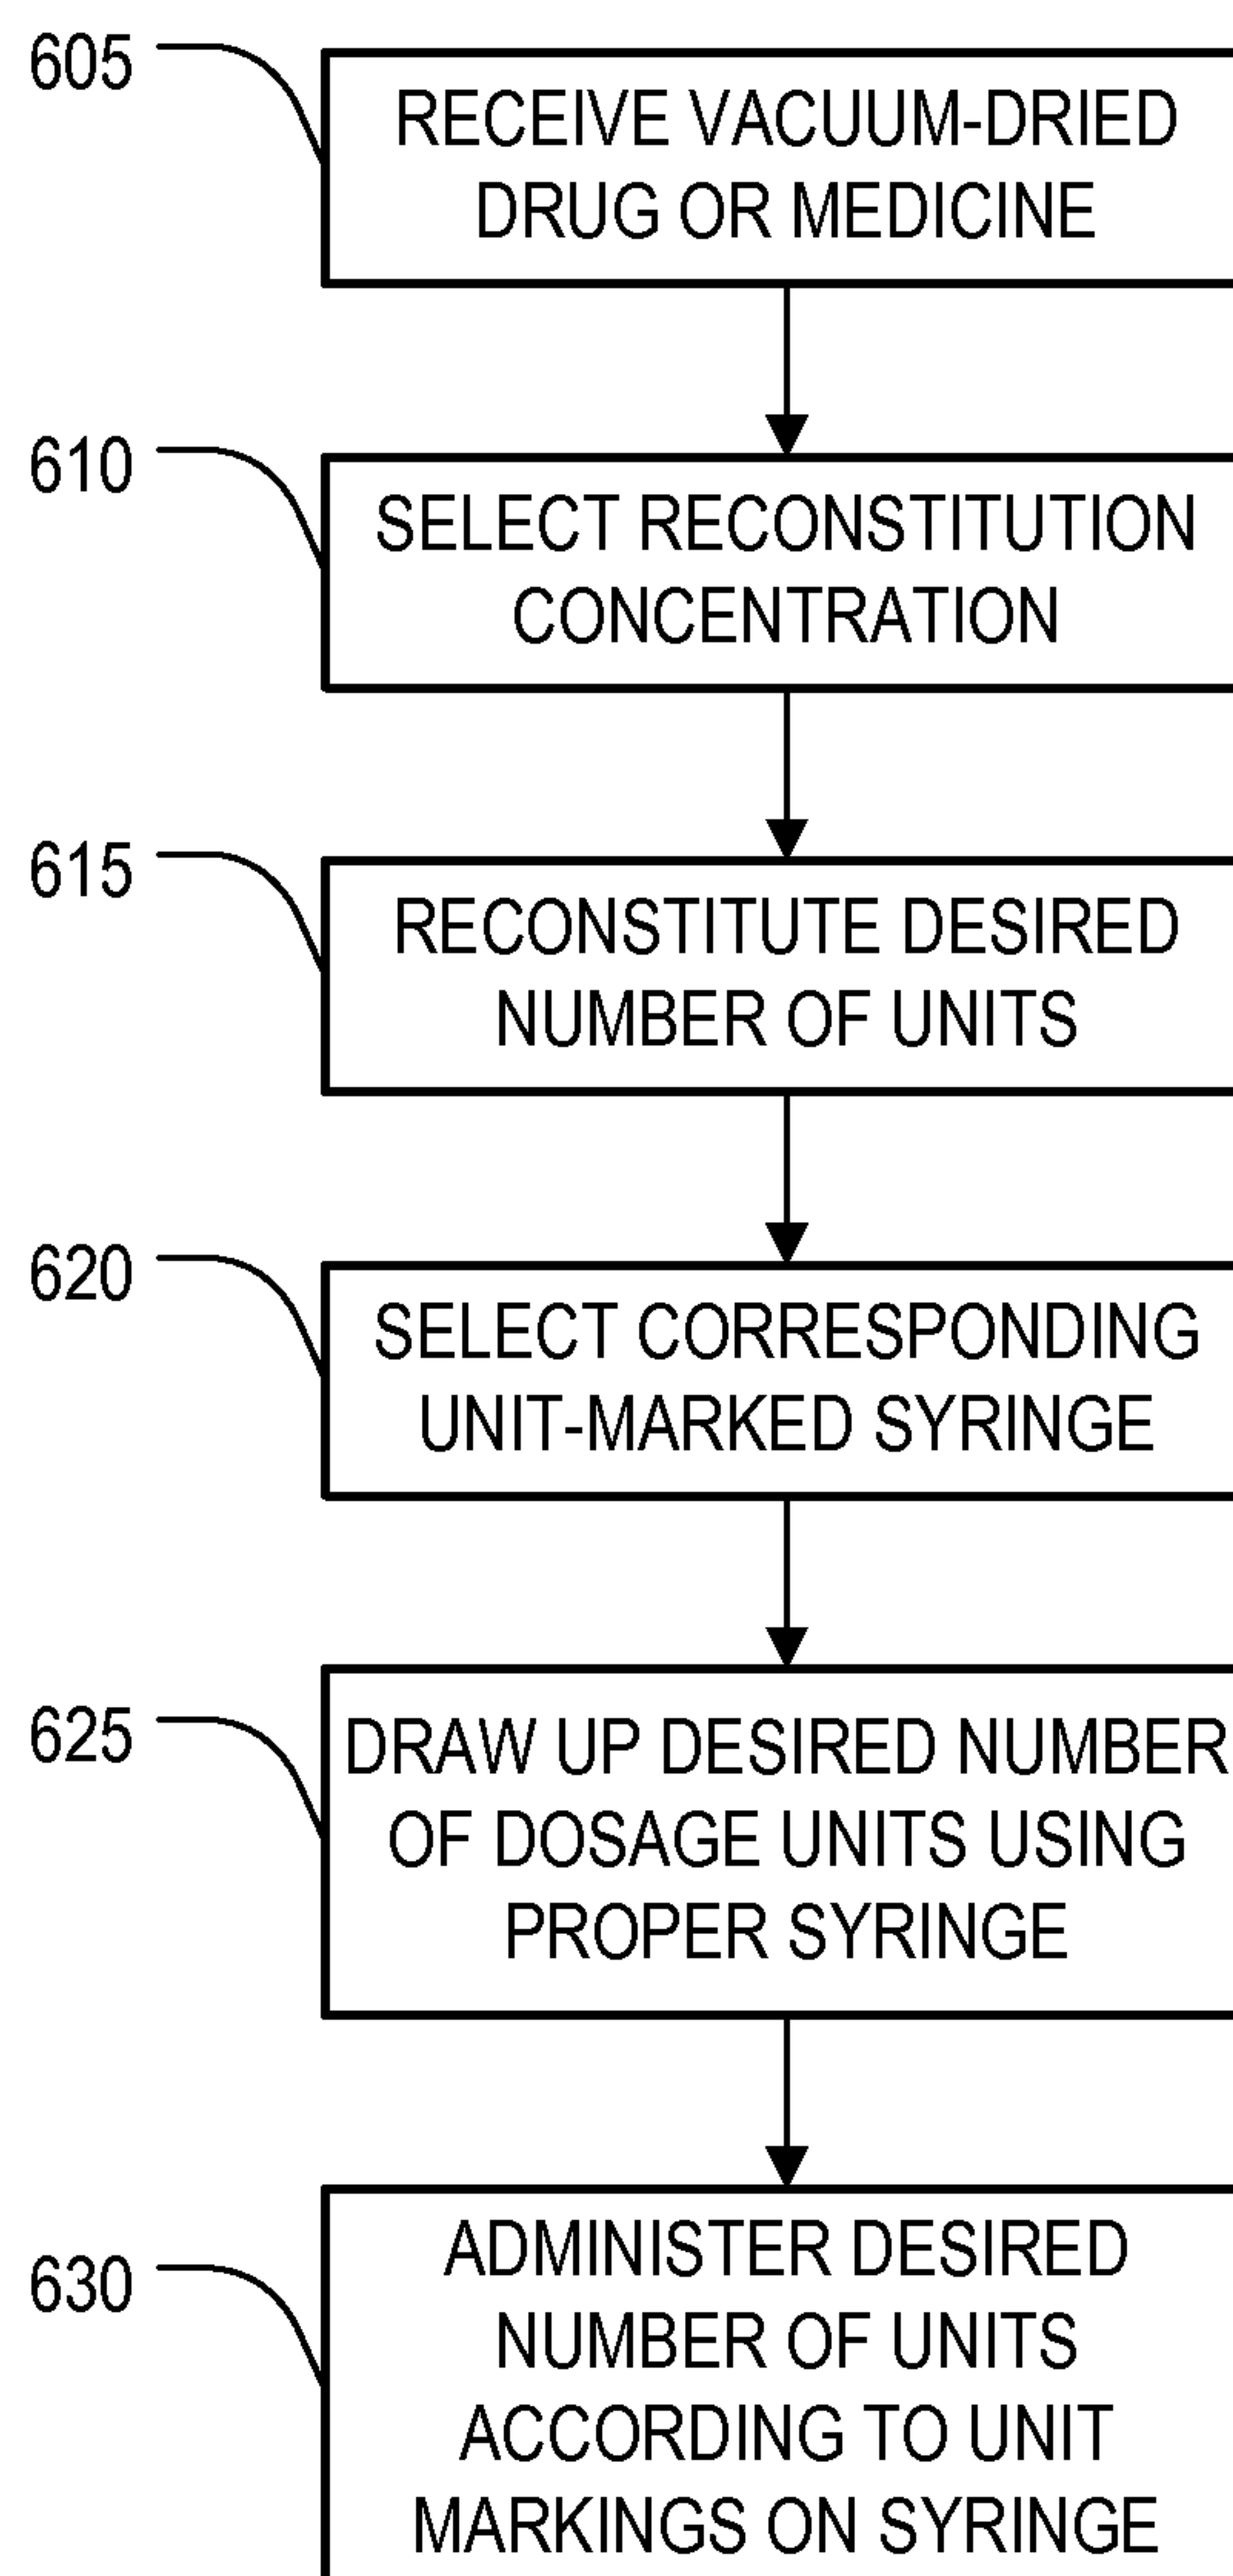 605
RECEIVE VACUUM-DRIED
DRUG OR MEDICINE
610
SELECT RECONSTITUTION
CONCENTRATION
615
RECONSTITUTE DESIRED
NUMBER OF UNITS
620
SELECT CORRESPONDING
UNIT-MARKED SYRINGE
625
DRAW UP DESIRED NUMBER
OF DOSAGE UNITS USING
PROPER SYRINGE
630
ADMINISTER DESIRED
NUMBER OF UNITS
ACCORDING TO UNIT
MARKINGS ON SYRINGE